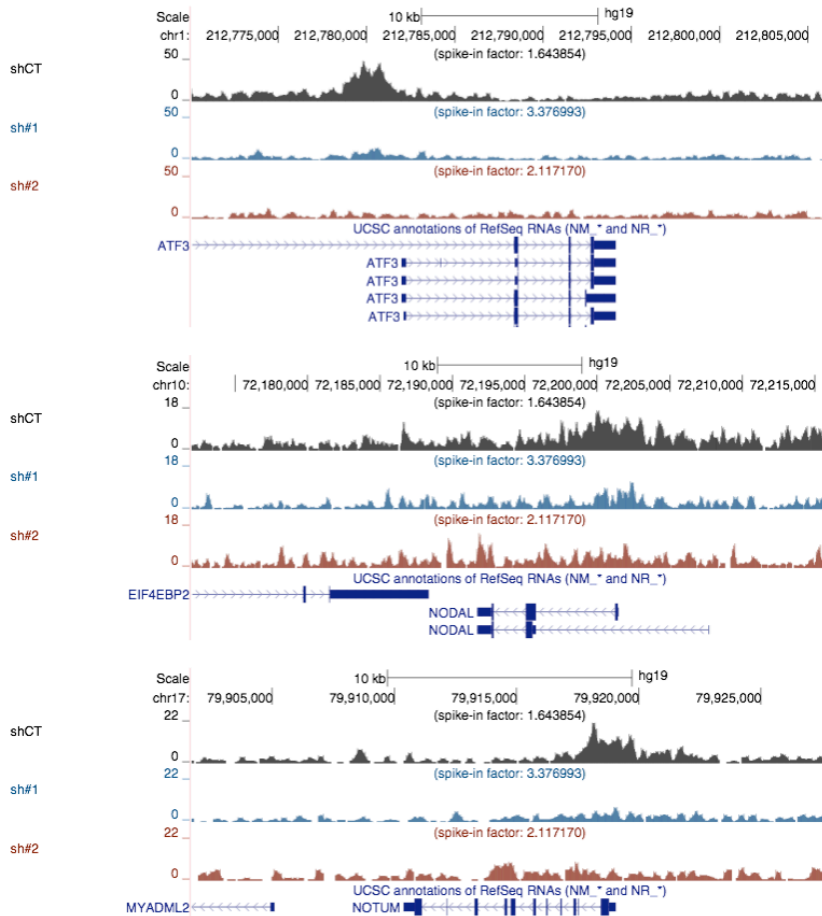 Scale 10 kb hg19
chr1: 212,775,000 212,780,000 212,785,000 212,790,000 212,795,000 212,800,000 212,805,000
50 (spike-in factor: 1.643854)
shCT
0
50 (spike-in factor: 3.376993)
sh#1
0
50 (spike-in factor: 2.117170)
sh#2
0
UCSC annotations of RefSeq RNAs (NM_* and NR_*)
ATF3
ATF3
ATF3
ATF3
ATF3
Scale 10 kb hg19
chr10: 72,180,000 72,185,000 72,190,000 72,195,000 72,200,000 72,205,000 72,210,000 72,215,000
18 (spike-in factor: 1.643854)
shCT
0
18 (spike-in factor: 3.376993)
sh#1
0
18 (spike-in factor: 2.117170)
sh#2
0
UCSC annotations of RefSeq RNAs (NM_* and NR_*)
EIF4EBP2
NODAL
NODAL
Scale 10 kb hg19
chr17: 79,905,000 79,910,000 79,915,000 79,920,000 79,925,000
22 (spike-in factor: 1.643854)
shCT
0
22 (spike-in factor: 3.376993)
sh#1
0
22 (spike-in factor: 2.117170)
sh#2
0
UCSC annotations of RefSeq RNAs (NM_* and NR_*)
MYADML2 NOTUM